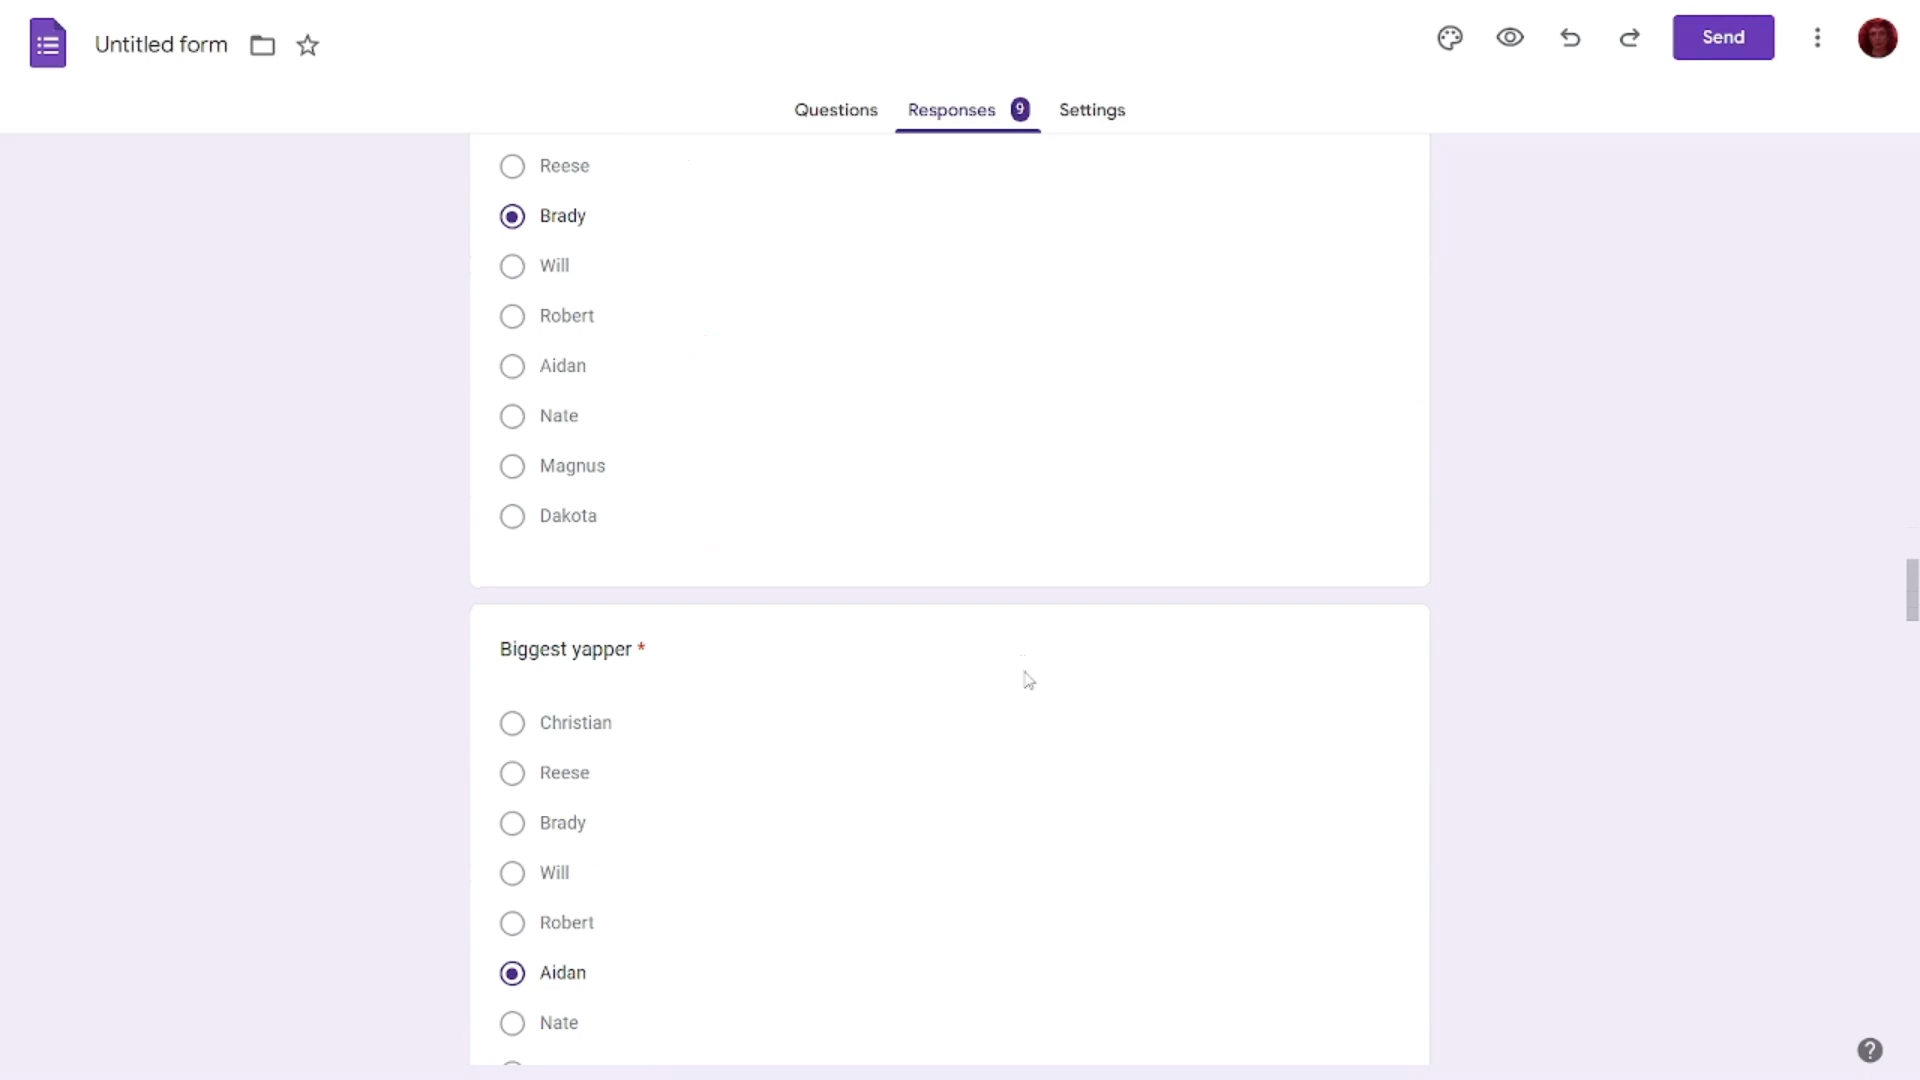 Untitled form
Send
Questions
Responses 9
Settings
Reese
Brady
Will
Robert
Aidan
Nate
Magnus
Dakota
Biggest yapper *
Christian
Reese
Brady
Will
Robert
Aidan
Nate
?